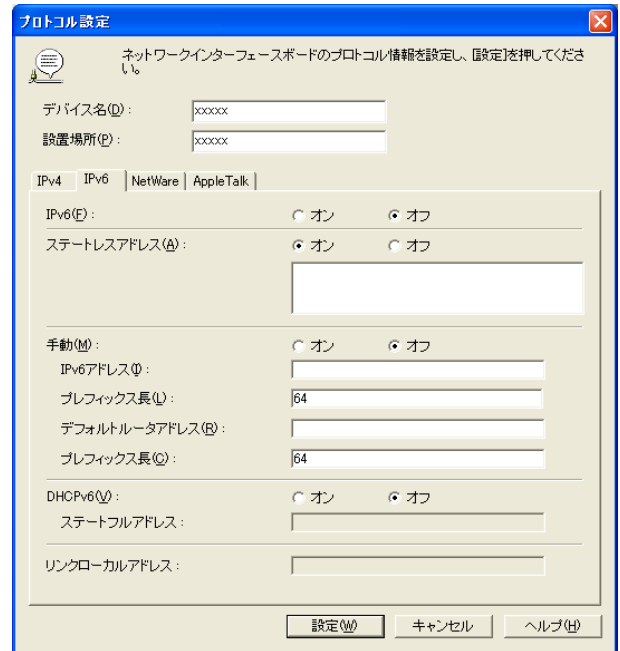 プロトコル設定
ネットワークインターフェースボードのプロトコル情報を設定し、[設定]を押してくださ
い。
デバイス名(D): xxxxx
設置場所(P): xxxxx
IPv4 IPv6 NetWare AppleTalk
IPv6(F): オン オフ
ステートレスアドレス(A): オン オフ
手動(M): オン オフ
IPv6アドレス(I):
プレフィックス長(L): 64
デフォルトルータアドレス(R):
プレフィックス長(C): 64
DHCPv6(V): オン オフ
ステートフルアドレス:
リンクローカルアドレス:
設定(W) キャンセル ヘルプ(H)